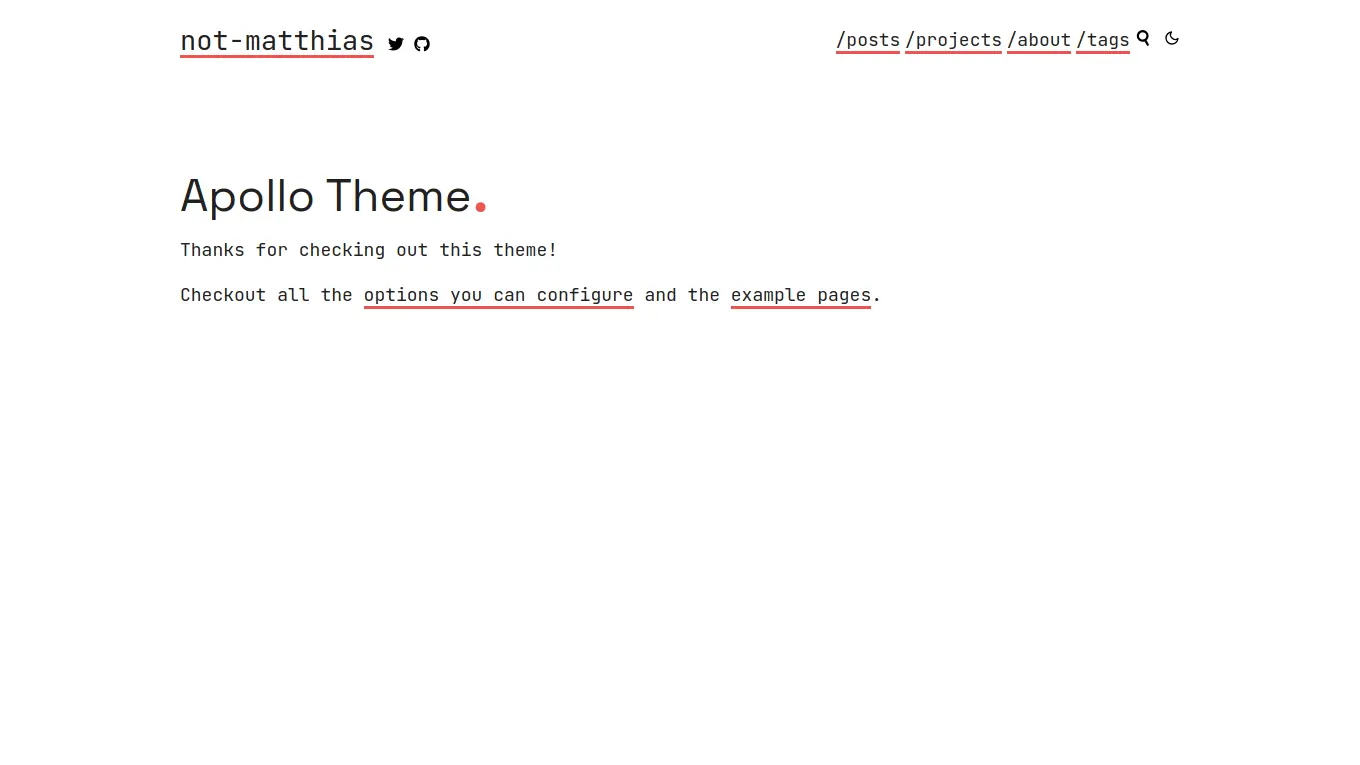 not-matthias
/posts /projects /about /tags
Apollo Theme.
Thanks for checking out this theme!
Checkout all the options you can configure and the example pages.